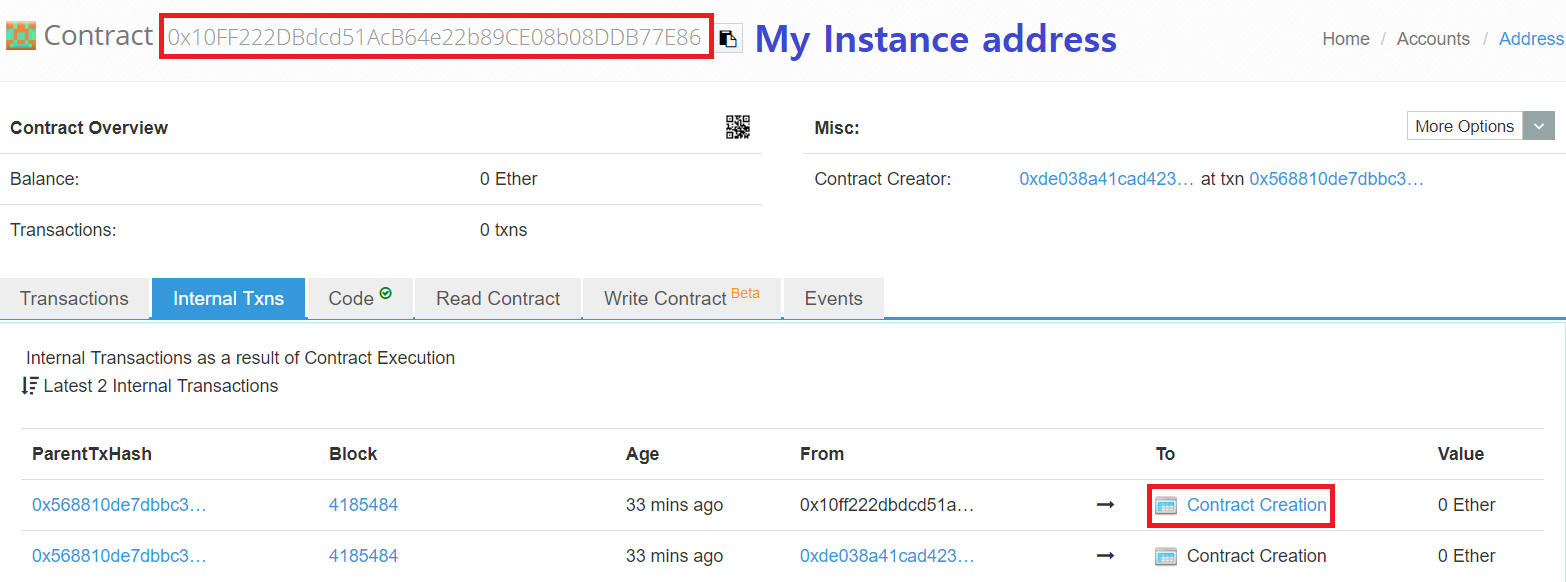 Contract 0x10FF222DBdcd51AcB64e22b89CE08b08DDB77E86 My Instance address Home / Accounts / Address
Contract Overview
Misc: More Options
Balance: 0 Ether
Contract Creator: 0xde038a41cad423… at txn 0x568810de7dbbc3…
Transactions: 0 txns
Transactions Internal Txns Code Read Contract Write Contract Beta Events
Internal Transactions as a result of Contract Execution
Latest 2 Internal Transactions
ParentTxHash Block Age From To Value
0x568810de7dbbc3… 4185484 33 mins ago 0x10ff222dbdcd51a… → Contract Creation 0 Ether
0x568810de7dbbc3… 4185484 33 mins ago 0xde038a41cad423… → Contract Creation 0 Ether